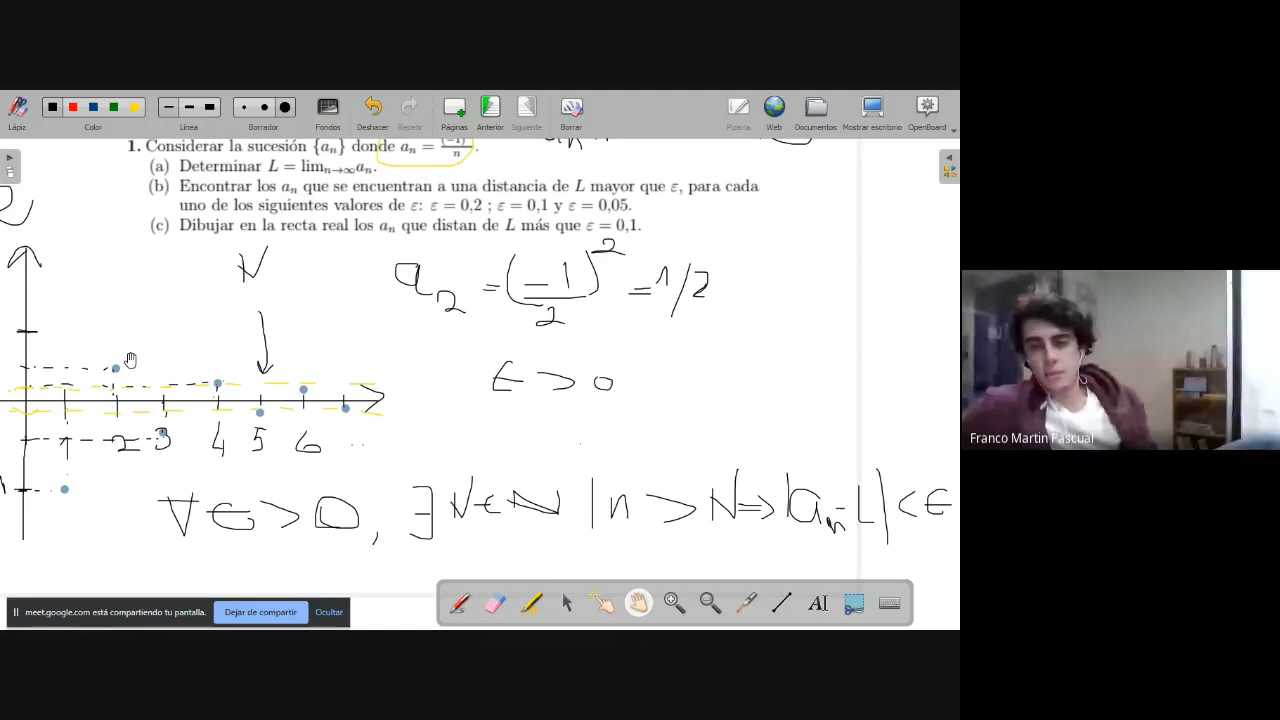 Lápiz Color Línea Borrador Fondos Deshacer Repetir Páginas Anterior Siguiente Borrar Pizarra Web Documentos Mostrar escritorio OpenBoard
1. Considerar la sucesión {aₙ} donde aₙ = (-1)/n.
(a) Determinar L = limₙ→∞ aₙ.
(b) Encontrar los aₙ que se encuentran a una distancia de L mayor que ε, para cada
uno de los siguientes valores de ε: ε = 0,2 ; ε = 0,1 y ε = 0,05.
(c) Dibujar en la recta real los aₙ que distan de L más que ε = 0,1.
N
a₂ = (-1)²/2 = 1/2
ε > 0
1 2 3 4 5 6 ...
∀ε > 0, ∃ N ∈ ℕ | n > N ⇒ |aₙ - L| < ε
Franco Martin Pascual
AI
meet.google.com está compartiendo tu pantalla. Dejar de compartir Ocultar